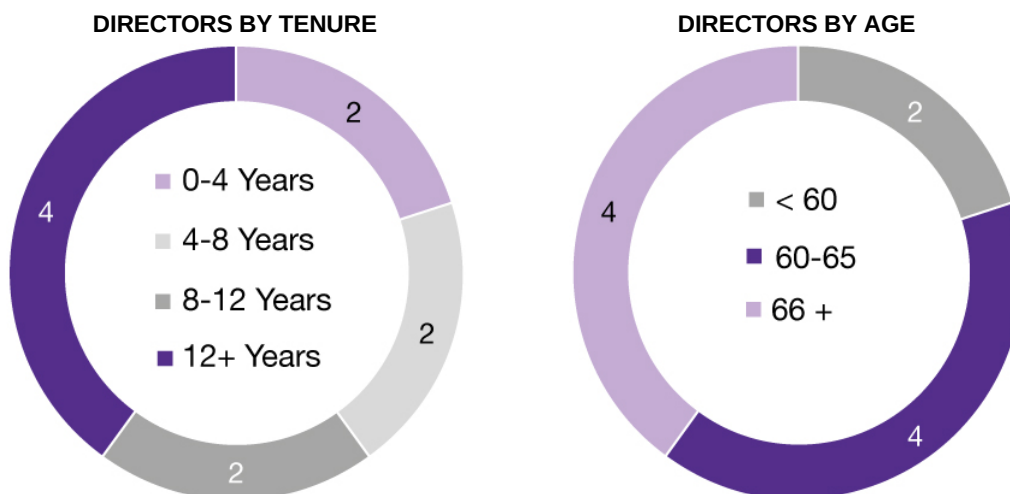 DIRECTORS BY TENURE
2
0-4 Years
4
4-8 Years
8-12 Years
2
12+ Years
2
DIRECTORS BY AGE
2
< 60
4
60-65
66 +
4